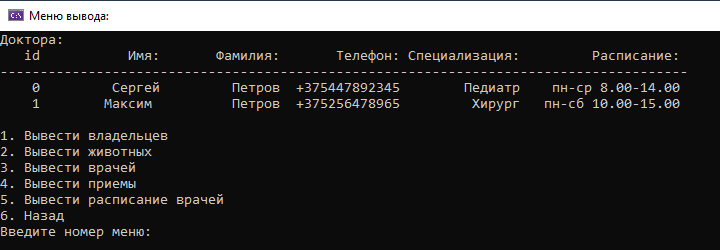 Меню вывода:
Доктора:
id Имя: Фамилия: Телефон: Специализация: Расписание:
--------------------------------------------------------------------------------------
0 Сергей Петров +375447892345 Педиатр пн-ср 8.00-14.00
1 Максим Петров +375256478965 Хирург пн-сб 10.00-15.00
1. Вывести владельцев
2. Вывести животных
3. Вывести врачей
4. Вывести приемы
5. Вывести расписание врачей
6. Назад
Введите номер меню: